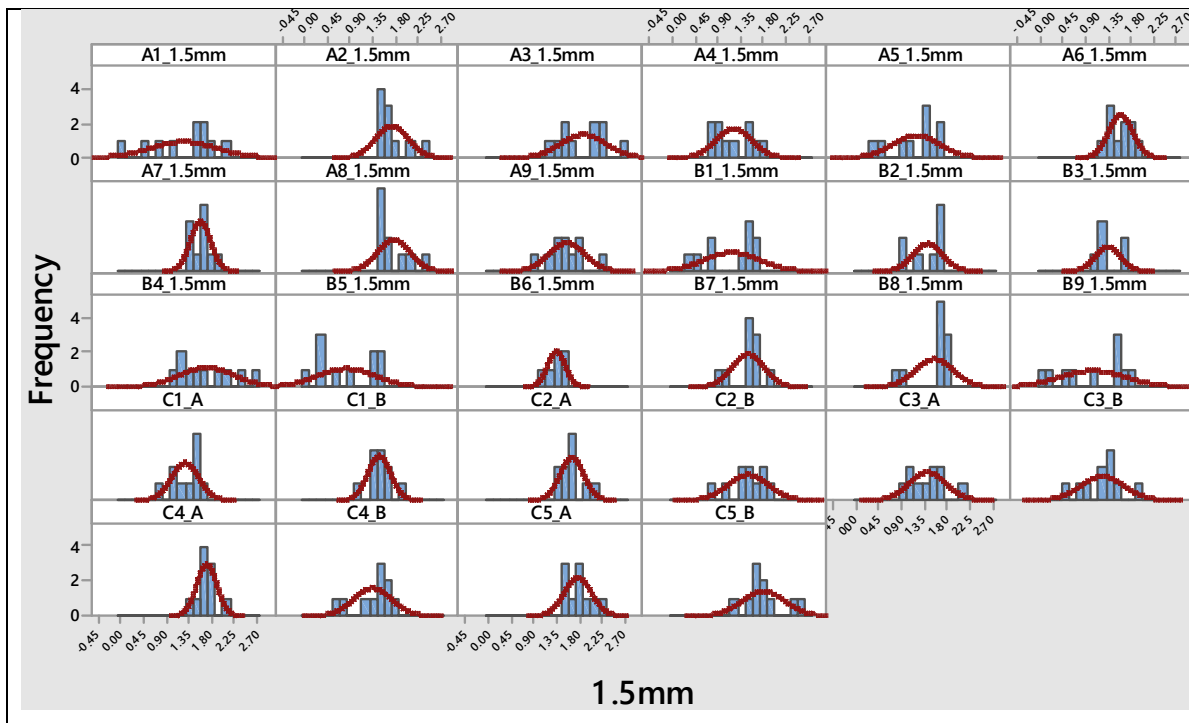 -0.45 0.00 0.45 0.90 1.35 1.80 2.25 2.70 -0.45 0.00 0.45 0.90 1.35 1.80 2.25 2.70 -0.45 0.00 0.45 0.90 1.35 1.80 2.25 2.70
A1_1.5mm A2_1.5mm A3_1.5mm A4_1.5mm A5_1.5mm A6_1.5mm
4
2
0
A7_1.5mm A8_1.5mm A9_1.5mm B1_1.5mm B2_1.5mm B3_1.5mm
Frequency
B4_1.5mm B5_1.5mm B6_1.5mm B7_1.5mm B8_1.5mm B9_1.5mm
4
2
0
C1_A C1_B C2_A C2_B C3_A C3_B
C4_A C4_B C5_A C5_B
4
2
0
45 000 0.45 0.90 1.35 1.80 22.5 2.70
-0.45 0.00 0.45 0.90 1.35 1.80 2.25 2.70 -0.45 0.00 0.45 0.90 1.35 1.80 2.25 2.70
1.5mm